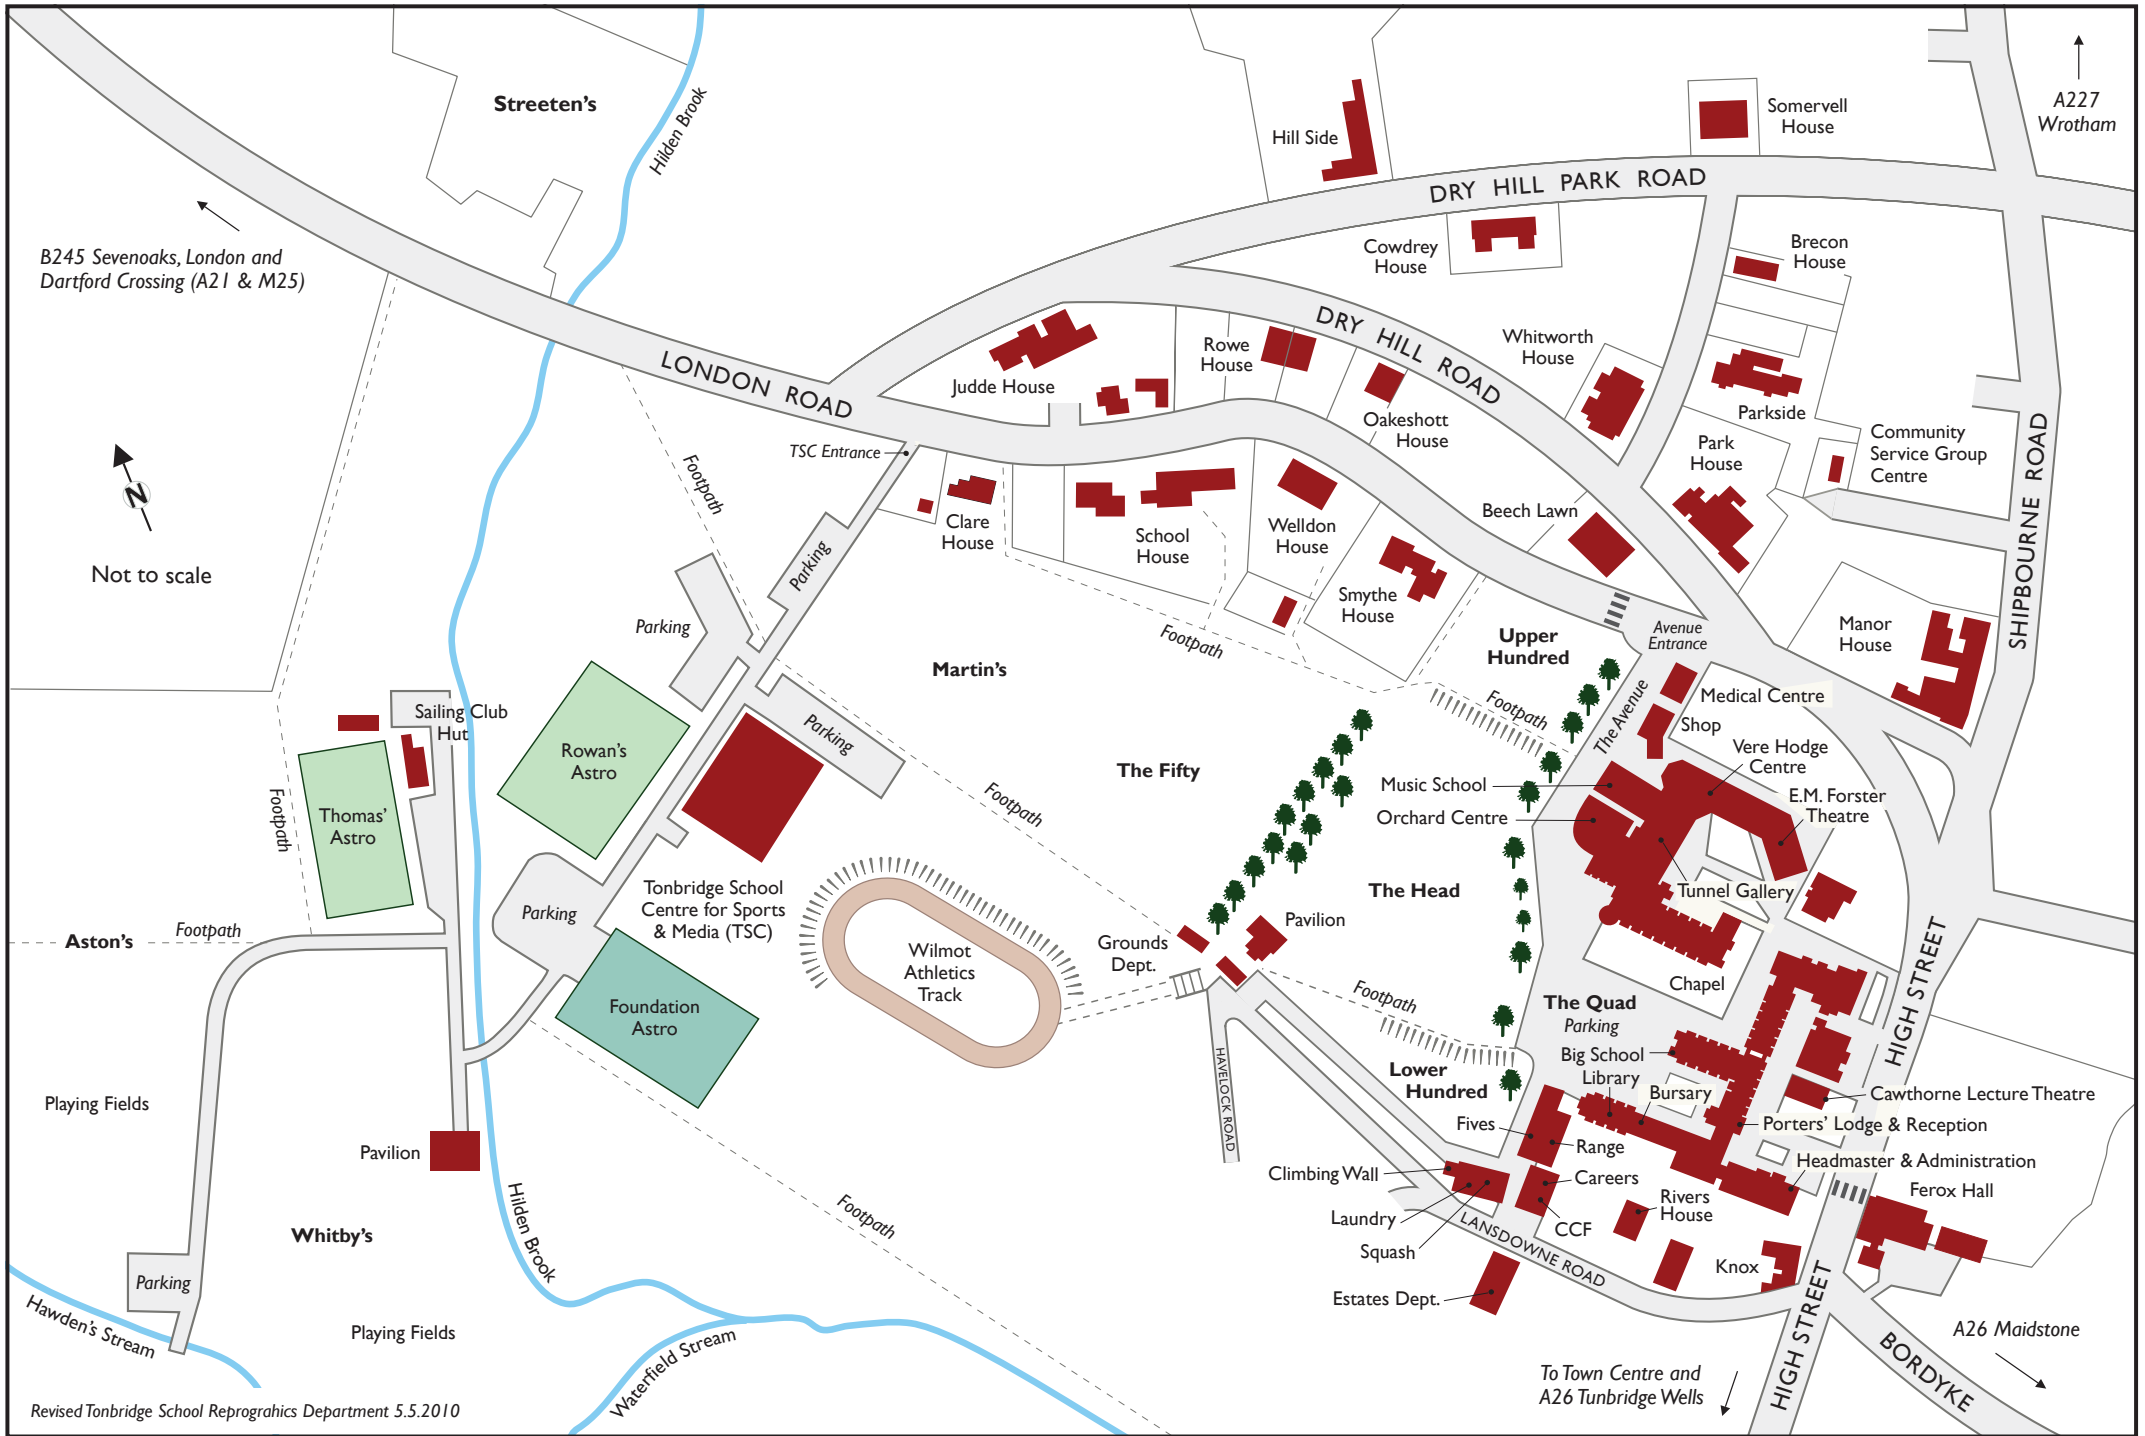 Streeten's
Hilden Brook
B245 Sevenoaks, London and
Dartford Crossing (A21 & M25)
Hill Side
Somervell
House
A227
Wrotham
DRY HILL PARK ROAD
Cowdrey
House
Brecon
House
LONDON ROAD
Judde House
Rowe
House
DRY HILL ROAD
Oakeshott
House
Whitworth
House
Parkside
Park
House
Community
Service Group
Centre
SHIPBOURNE ROAD
N
Not to scale
TSC Entrance
Footpath
Parking
Clare
House
School
House
Welldon
House
Smythe
House
Beech Lawn
Footpath
Parking
Martin's
Upper
Hundred
Avenue
Entrance
Manor
House
Footpath
The Avenue
Medical Centre
Shop
Vere Hodge
Centre
E.M. Forster
Theatre
Sailing Club
Hut
Rowan's
Astro
Parking
The Fifty
Footpath
Music School
Orchard Centre
Thomas'
Astro
Footpath
Tunnel Gallery
The Head
Tonbridge School
Centre for Sports
& Media (TSC)
Parking
Aston's
Footpath
Wilmot
Athletics
Track
Grounds
Dept.
Pavilion
Chapel
HIGH STREET
Foundation
Astro
Footpath
The Quad
Parking
Big School
Library
Bursary
Lower
Hundred
HAVELOCK ROAD
Cawthorne Lecture Theatre
Porters' Lodge & Reception
Headmaster & Administration
Ferox Hall
Fives
Range
Careers
Climbing Wall
Laundry
Squash
CCF
Rivers
House
Knox
LANSDOWNE ROAD
Estates Dept.
Playing Fields
Pavilion
Whitby's
Hilden Brook
Footpath
Parking
Hawden's Stream
Playing Fields
Waterfield Stream
HIGH STREET
BORDYKE
A26 Maidstone
To Town Centre and
A26 Tunbridge Wells
Revised Tonbridge School Reprograhics Department 5.5.2010